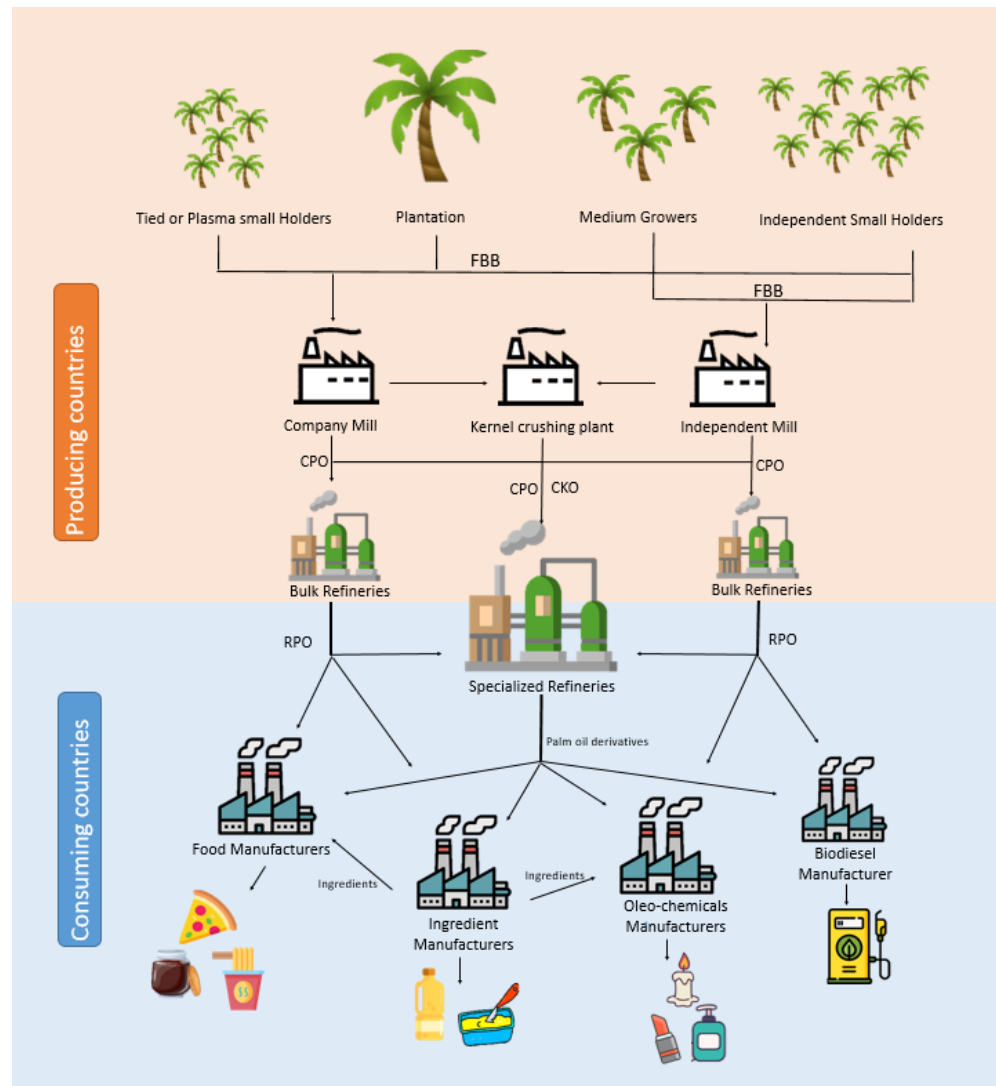 Tied or Plasma small Holders
Plantation
Medium Growers
Independent Small Holders
FBB
FBB
Producing countries
Company Mill
Kernel crushing plant
Independent Mill
CPO
CPO
CKO
CPO
Bulk Refineries
Bulk Refineries
RPO
RPO
Specialized Refineries
Consuming countries
Palm oil derivatives
Food Manufacturers
Biodiesel
Manufacturer
Ingredients
Ingredients
Oleo-chemicals
Manufacturers
Ingredient
Manufacturers
$$